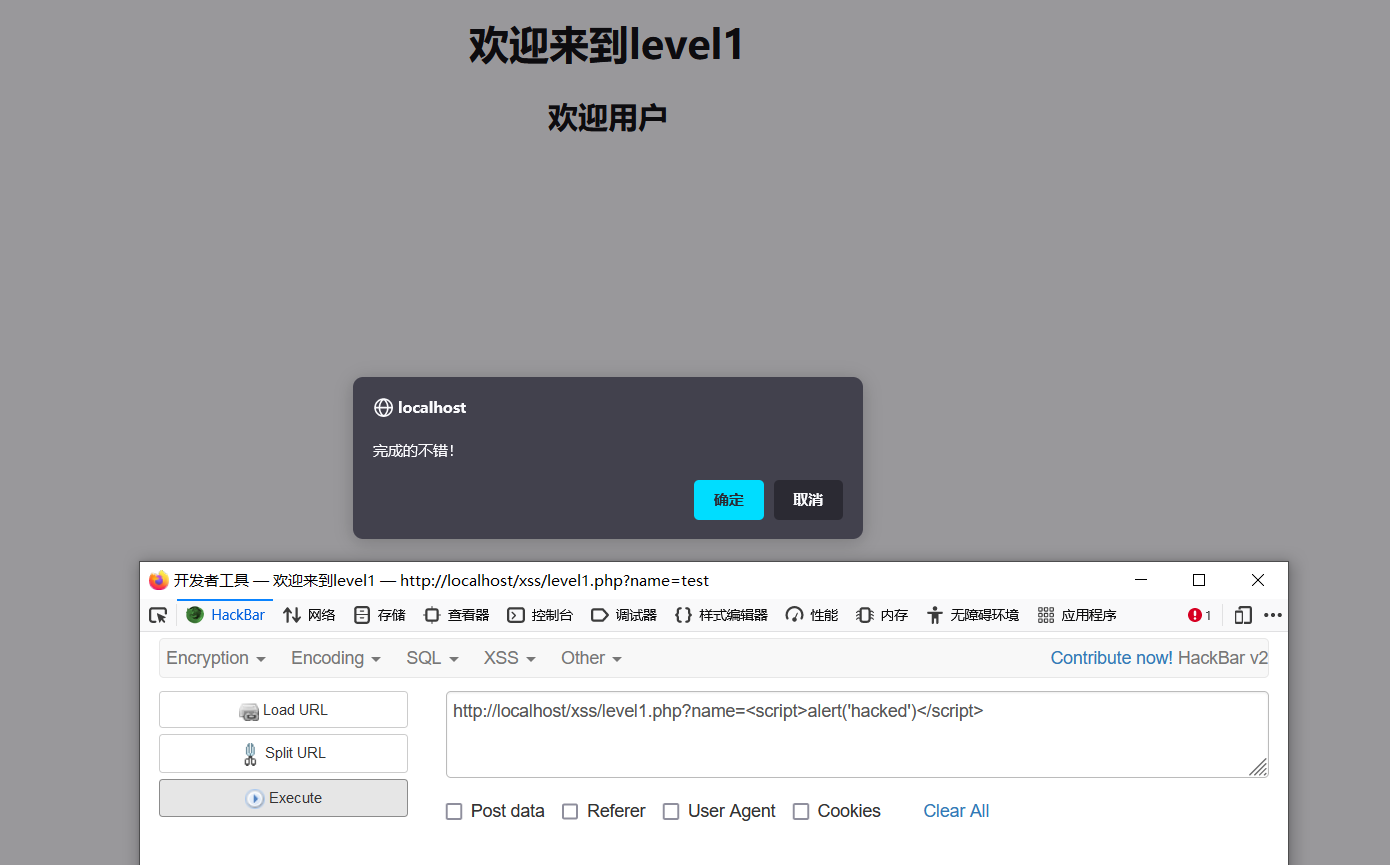 欢迎来到level1
欢迎用户
localhost
完成的不错!
确定 取消
开发者工具 — 欢迎来到level1 — http://localhost/xss/level1.php?name=test
HackBar 网络 存储 查看器 控制台 调试器 {} 样式编辑器 性能 内存 无障碍环境 应用程序 1
Encryption Encoding SQL XSS Other Contribute now! HackBar v2
Load URL
http://localhost/xss/level1.php?name=<script>alert('hacked')</script>
Split URL
Execute
Post data Referer User Agent Cookies Clear All